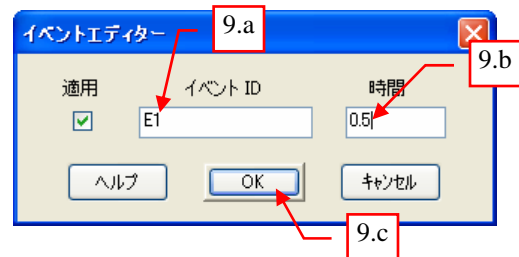 イベントエディター
9.a
9.b
適用 イベント ID 時間
E1 0.5
ヘルプ OK キャンセル
9.c